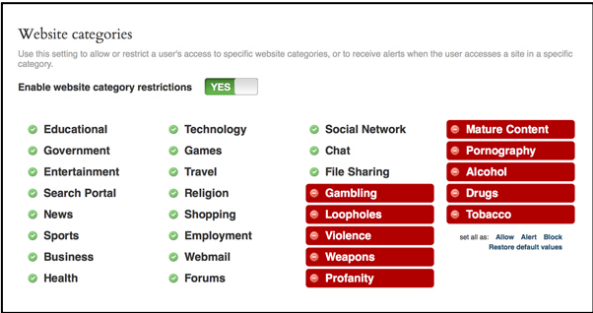 Website categories
Use this setting to allow or restrict a user's access to specific website categories, or to receive alerts when the user accesses a site in a specific
category.
Enable website category restrictions YES
Educational
Government
Entertainment
Search Portal
News
Sports
Business
Health
Technology
Games
Travel
Religion
Shopping
Employment
Webmail
Forums
Social Network
Chat
File Sharing
Gambling
Loopholes
Violence
Weapons
Profanity
Mature Content
Pornography
Alcohol
Drugs
Tobacco
set all as: Allow Alert Block
Restore default values